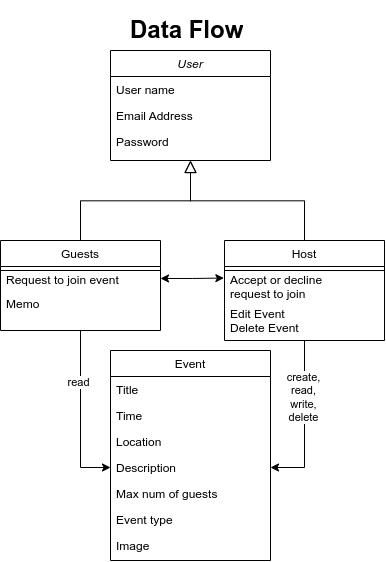 Data Flow
User
User name
Email Address
Password
Guests
Request to join event
Memo
Host
Accept or decline
request to join
Edit Event
Delete Event
read
create,
read,
write,
delete
Event
Title
Time
Location
Description
Max num of guests
Event type
Image